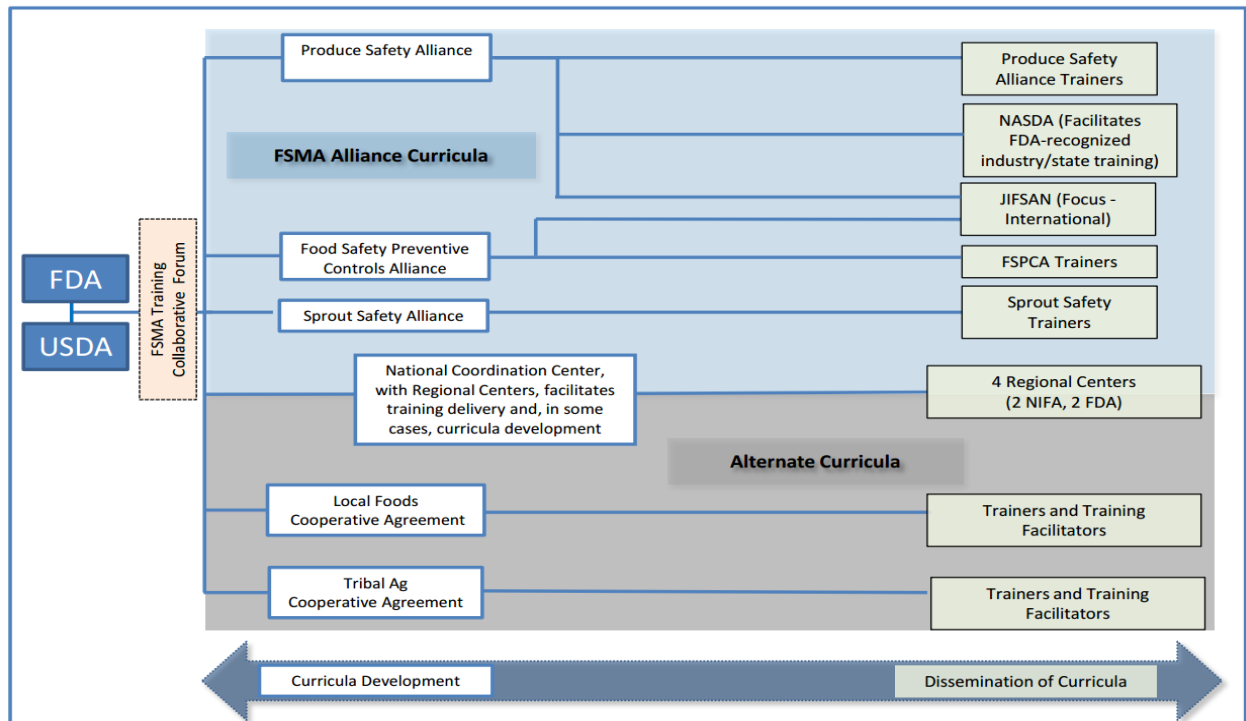 Produce Safety Alliance
Produce Safety
Alliance Trainers
NASDA (Facilitates
FDA-recognized
industry/state training)
FSMA Alliance Curricula
JIFSAN (Focus -
International)
Food Safety Preventive
Controls Alliance
FSPCA Trainers
FDA
USDA
FSMA Training
Collaborative Forum
Sprout Safety Alliance
Sprout Safety
Trainers
National Coordination Center,
with Regional Centers, facilitates
training delivery and, in some
cases, curricula development
4 Regional Centers
(2 NIFA, 2 FDA)
Alternate Curricula
Local Foods
Cooperative Agreement
Trainers and Training
Facilitators
Tribal Ag
Cooperative Agreement
Trainers and Training
Facilitators
Curricula Development
Dissemination of Curricula